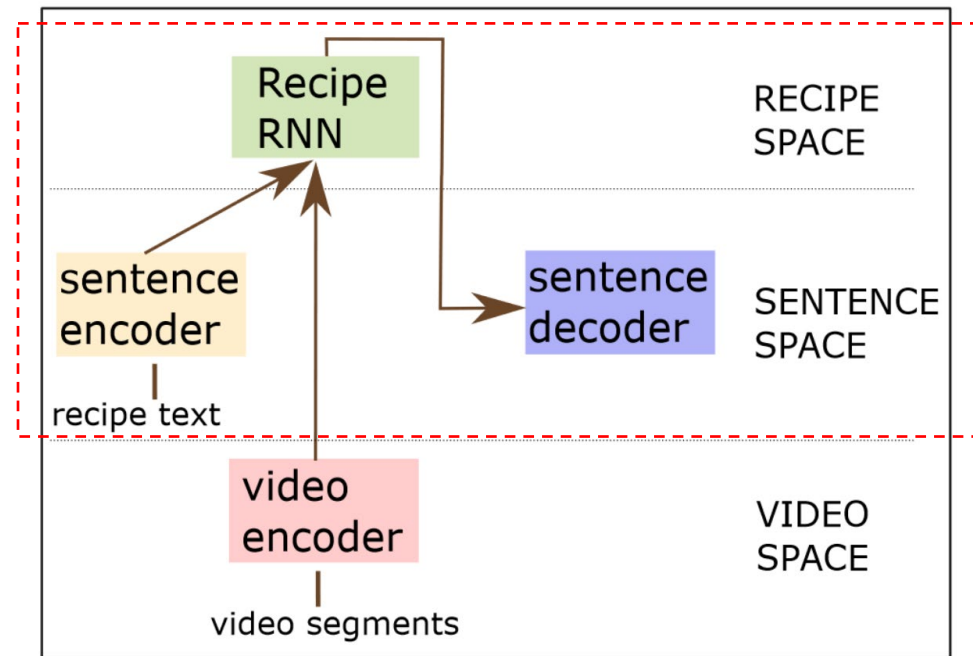 Recipe
RNN
RECIPE
SPACE
sentence
encoder
recipe text
sentence
decoder
SENTENCE
SPACE
video
encoder
video segments
VIDEO
SPACE